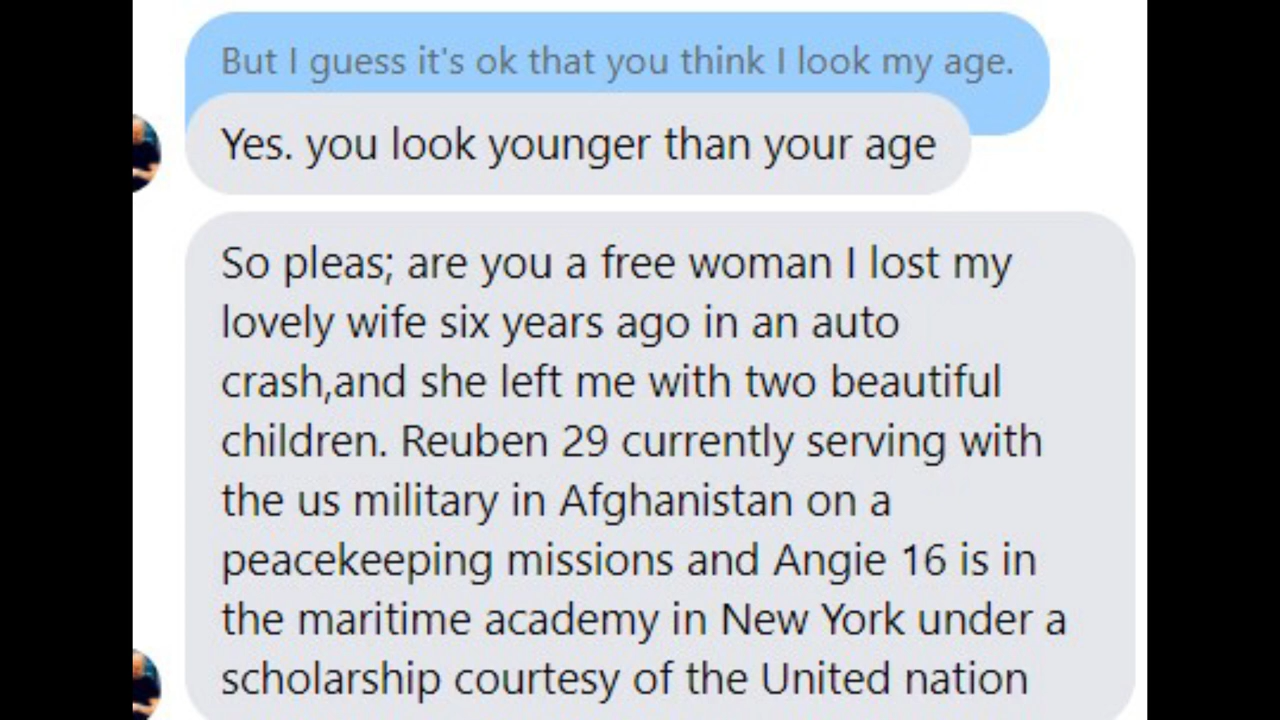 But I guess it's ok that you think I look my age.
Yes. you look younger than your age
So pleas; are you a free woman I lost my
lovely wife six years ago in an auto
crash,and she left me with two beautiful
children. Reuben 29 currently serving with
the us military in Afghanistan on a
peacekeeping missions and Angie 16 is in
the maritime academy in New York under a
scholarship courtesy of the United nation